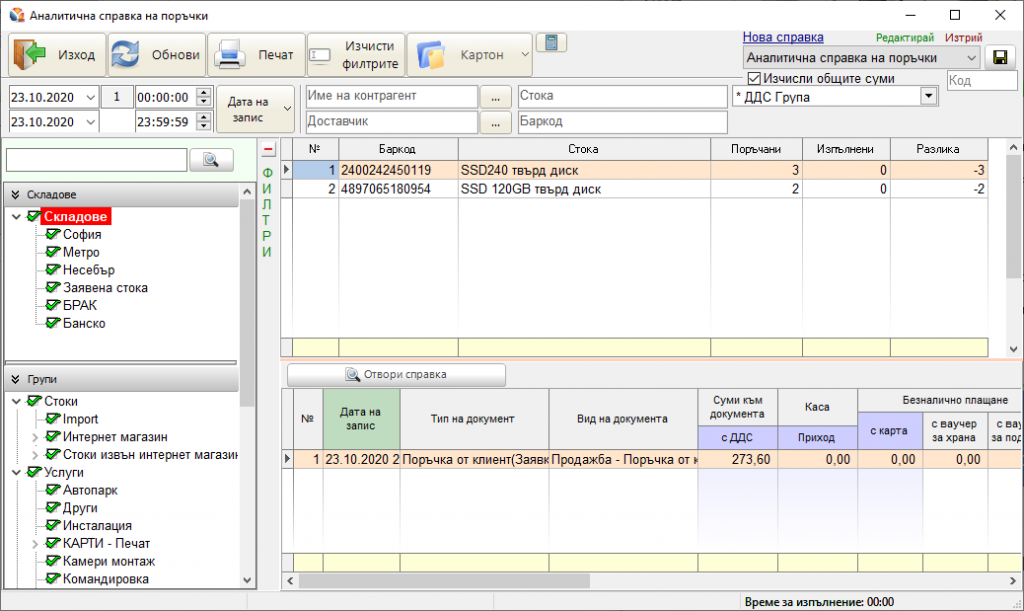 Аналитична справка на поръчки
Изход
Обнови
Печат
Изчисти филтрите
Картон
Нова справка Редактирай Изтрий
Аналитична справка на поръчки
Изчисли общите суми
Код
* ДДС Група
23.10.2020 1 00:00:00
23.10.2020 23:59:59
Дата на запис
Име на контрагент ... Стока
Доставчик ... Баркод
ФИЛТРИ
Складове
Складове
София
Метро
Несебър
Заявена стока
БРАК
Банско
Групи
Стоки
Import
Интернет магазин
Стоки извън интернет магазин
Услуги
Автопарк
Други
Инсталация
КАРТИ - Печат
Камери монтаж
Командировка
№ Баркод Стока Поръчани Изпълнени Разлика
1 2400242450119 SSD240 твърд диск 3 0 -3
2 4897065180954 SSD 120GB твърд диск 2 0 -2
Отвори справка
№ Дата на запис Тип на документ Вид на документа Суми към документа Каса Безналично плащане
с ДДС Приход с карта с ваучер за храна с вау за под
1 23.10.2020 2 Поръчка от клиент(Заявк Продажба - Поръчка от к 273,60 0,00 0,00 0,00
Време за изпълнение: 00:00